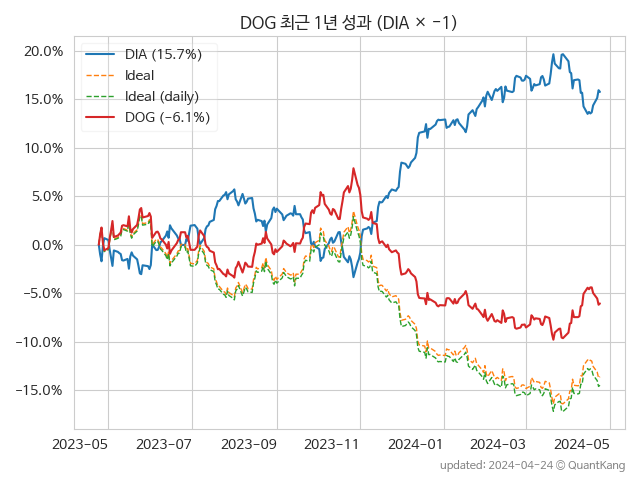 DOG 최근 1년 성과 (DIA × −1)
20.0%
15.0%
10.0%
5.0%
0.0%
−5.0%
−10.0%
−15.0%
DIA (15.7%)
Ideal
Ideal (daily)
DOG (−6.1%)
2023-05
2023-07
2023-09
2023-11
2024-01
2024-03
2024-05
updated: 2024-04-24 © QuantKang